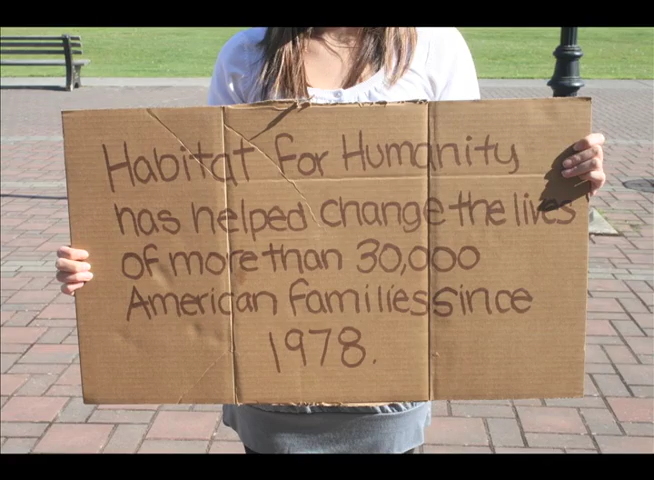 Habitat for Humanity
has helped change the lives
of more than 30,000
American families since
1978.